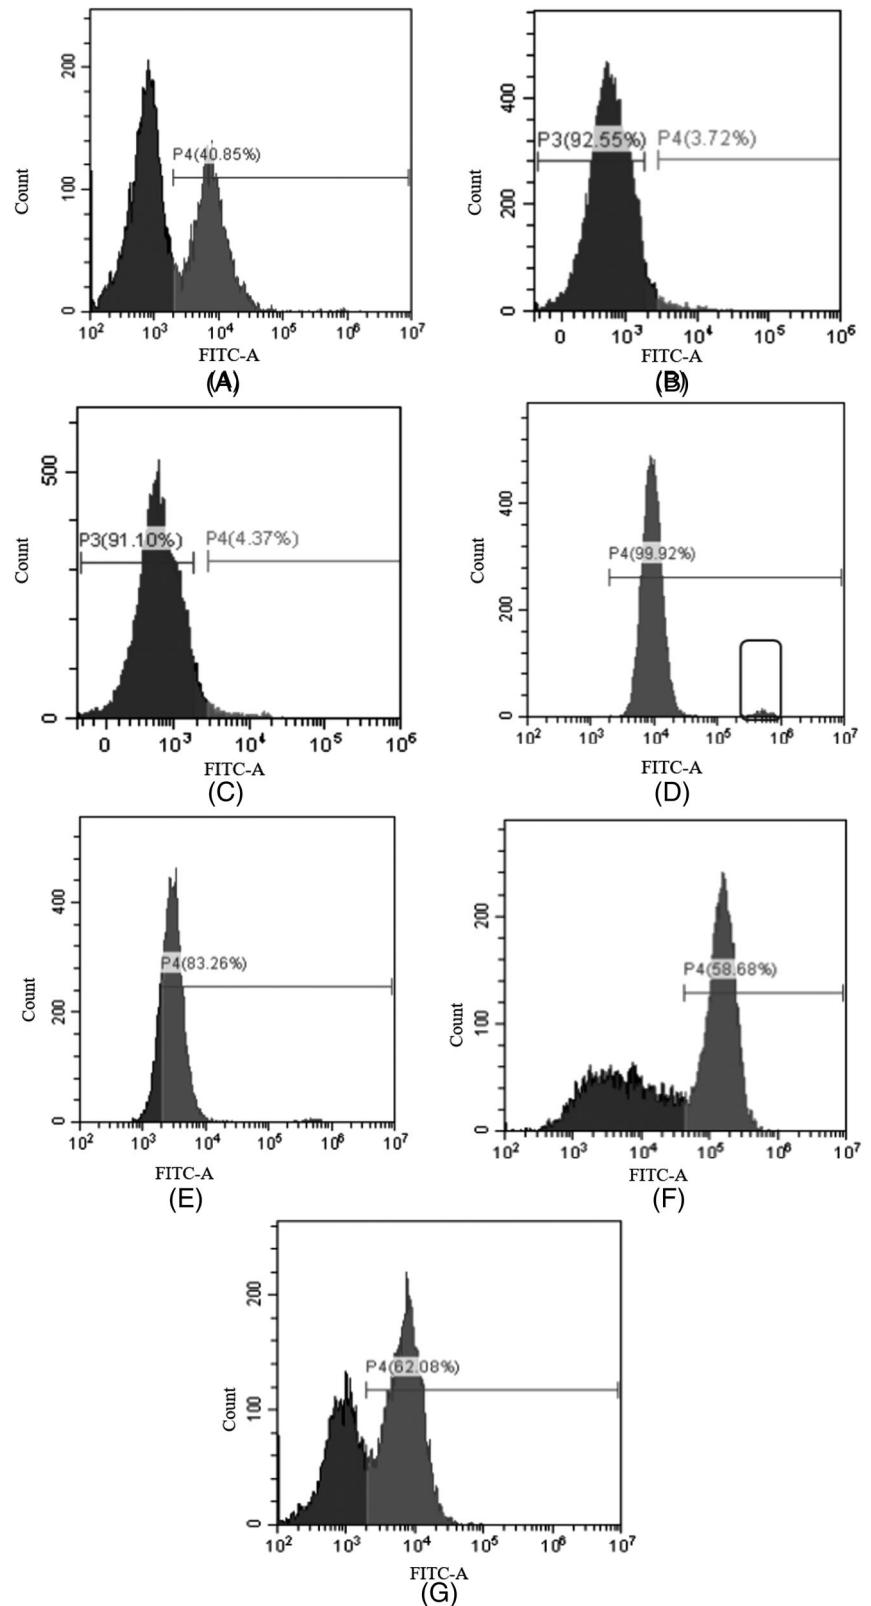 200
100
0
Count
P4(40.85%)
10² 10³ 10⁴ 10⁵ 10⁶ 10⁷
FITC-A
(A)
400
200
0
Count
P3(92.55%) P4(3.72%)
0 10³ 10⁴ 10⁵ 10⁶
FITC-A
(B)
500
0
Count
P3(91.10%) P4(4.37%)
0 10³ 10⁴ 10⁵ 10⁶
FITC-A
(C)
400
200
0
Count
P4(99.92%)
10² 10³ 10⁴ 10⁵ 10⁶ 10⁷
FITC-A
(D)
400
200
0
Count
P4(83.26%)
10² 10³ 10⁴ 10⁵ 10⁶ 10⁷
FITC-A
(E)
200
100
0
Count
P4(58.68%)
10² 10³ 10⁴ 10⁵ 10⁶ 10⁷
FITC-A
(F)
200
100
0
Count
P4(62.08%)
10² 10³ 10⁴ 10⁵ 10⁶ 10⁷
FITC-A
(G)